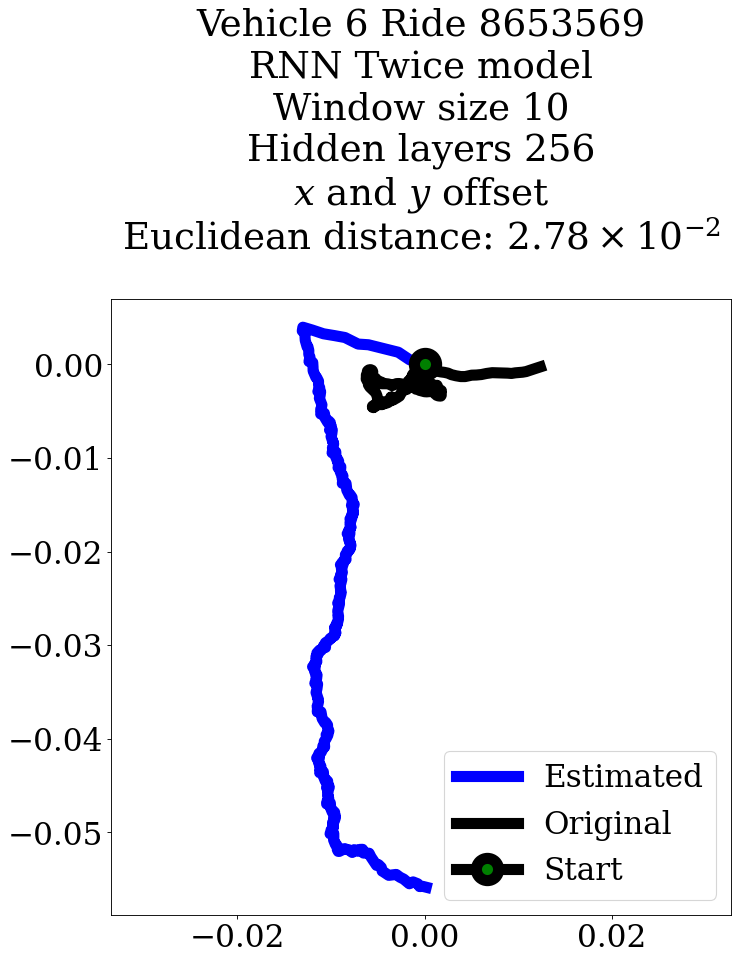 Vehicle 6 Ride 8653569
RNN Twice model
Window size 10
Hidden layers 256
x and y offset
Euclidean distance: 2.78 × 10⁻²
0.00
−0.01
−0.02
−0.03
−0.04
−0.05
Estimated
Original
Start
−0.02 0.00 0.02